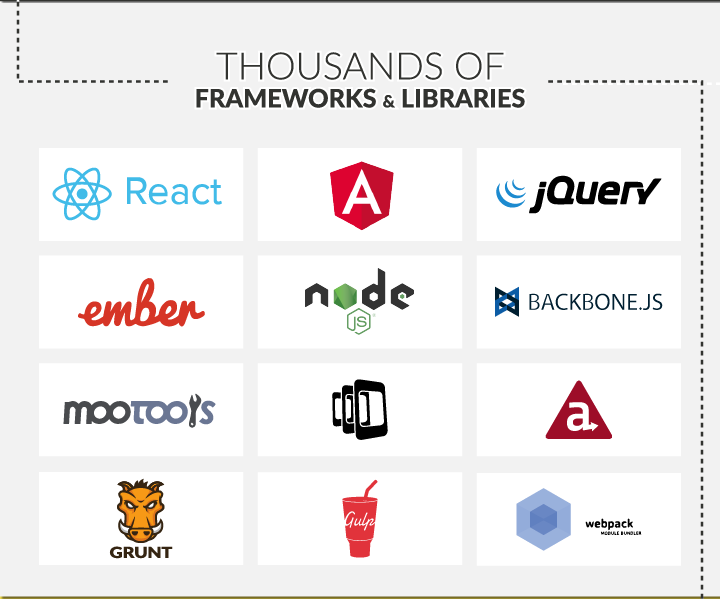 THOUSANDS OF
FRAMEWORKS & LIBRARIES
React
A
jQuery
ember
node
JS
BACKBONE.JS
mootools
a
GRUNT
Gulp
webpack
MODULE BUNDLER